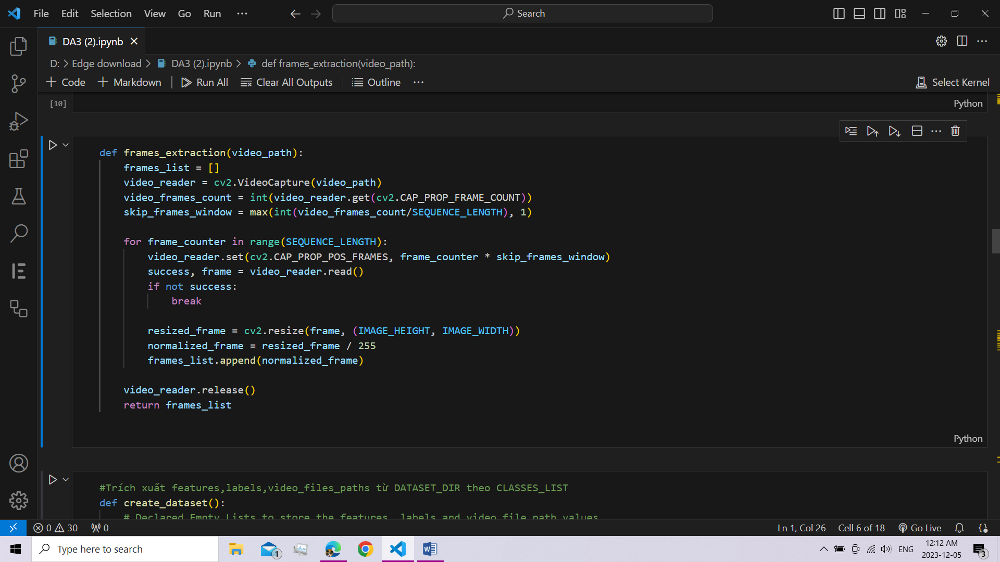 File Edit Selection View Go Run ··· Search
DA3 (2).ipynb
D: > Edge download > DA3 (2).ipynb > def frames_extraction(video_path):
+ Code + Markdown Run All Clear All Outputs Outline ··· Select Kernel
[10] Python
def frames_extraction(video_path):
frames_list = []
video_reader = cv2.VideoCapture(video_path)
video_frames_count = int(video_reader.get(cv2.CAP_PROP_FRAME_COUNT))
skip_frames_window = max(int(video_frames_count/SEQUENCE_LENGTH), 1)
for frame_counter in range(SEQUENCE_LENGTH):
video_reader.set(cv2.CAP_PROP_POS_FRAMES, frame_counter * skip_frames_window)
success, frame = video_reader.read()
if not success:
break
resized_frame = cv2.resize(frame, (IMAGE_HEIGHT, IMAGE_WIDTH))
normalized_frame = resized_frame / 255
frames_list.append(normalized_frame)
video_reader.release()
return frames_list
Python
#Trích xuất features,labels,video_files_paths từ DATASET_DIR theo CLASSES_LIST
def create_dataset():
# Declared Empty Lists to store the features, labels and video file path values.
0 30 0 Ln 1, Col 26 Cell 6 of 18 Go Live
Type here to search 1 ENG 12:12 AM
2023-12-05 3